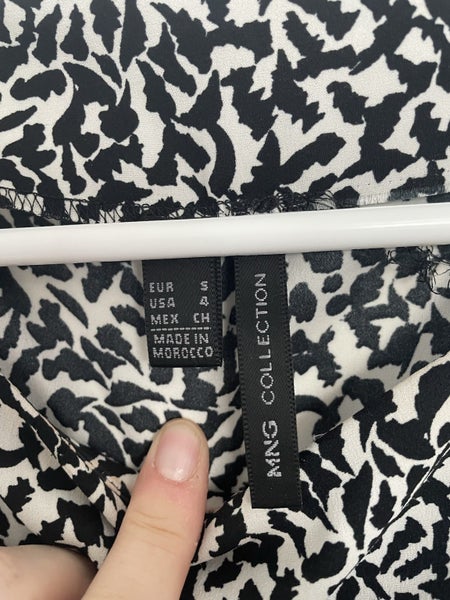 EUR S
USA 4
MEX CH
MADE IN
MOROCCO
MNG COLLECTION